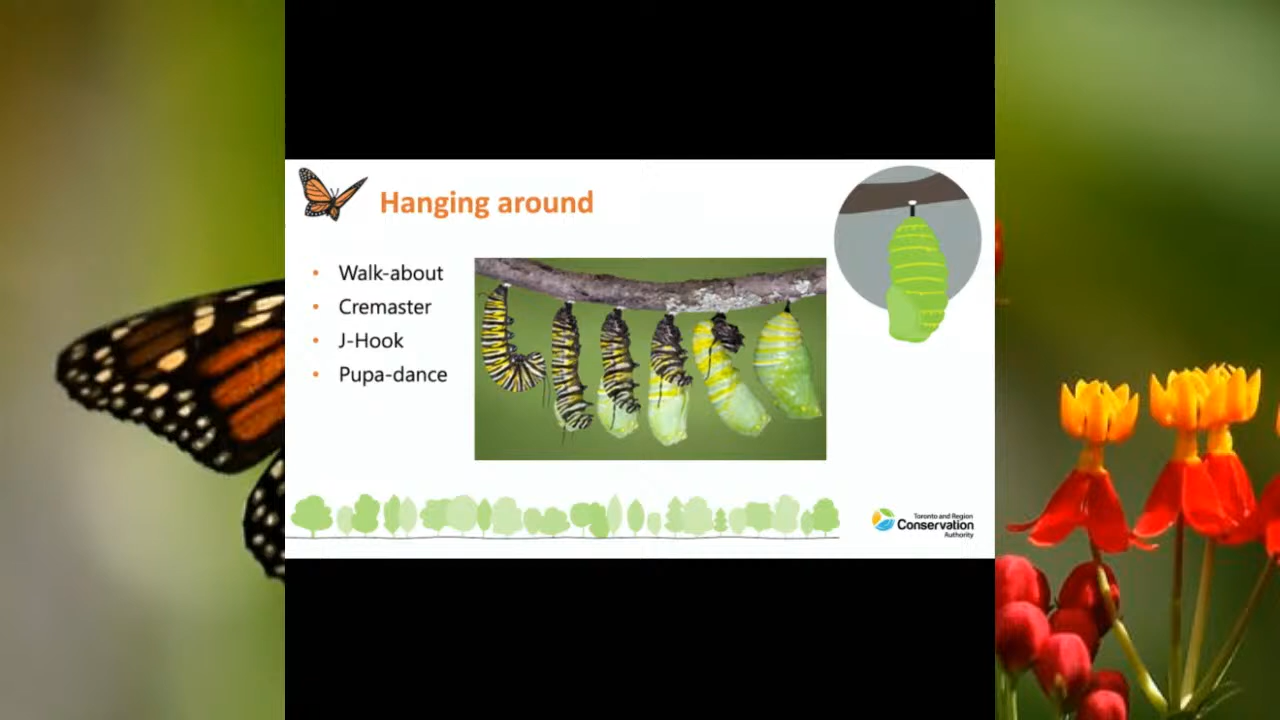 Hanging around
Walk-about
Cremaster
J-Hook
Pupa-dance
Toronto and Region
Conservation
Authority